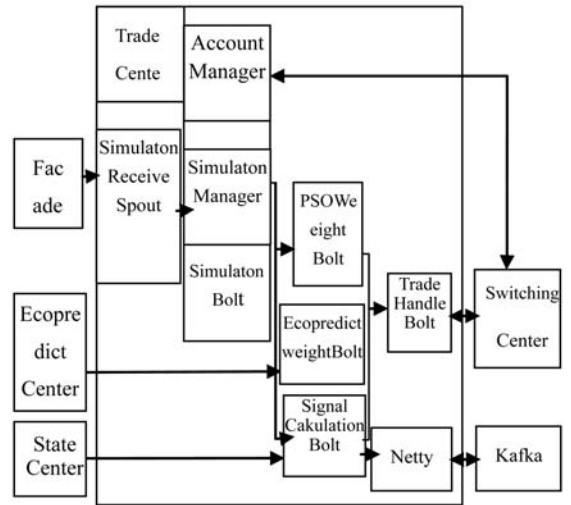 Trade
Cente
Account
Manager
Fac
ade
Simulaton
Receive
Spout
Simulaton
Manager
Simulaton
Bolt
PSOWe
eight
Bolt
Ecopre
dict
Center
Ecopredict
weightBolt
Trade
Handle
Bolt
Switching
Center
State
Center
Signal
Cakulation
Bolt
Netty
Kafka